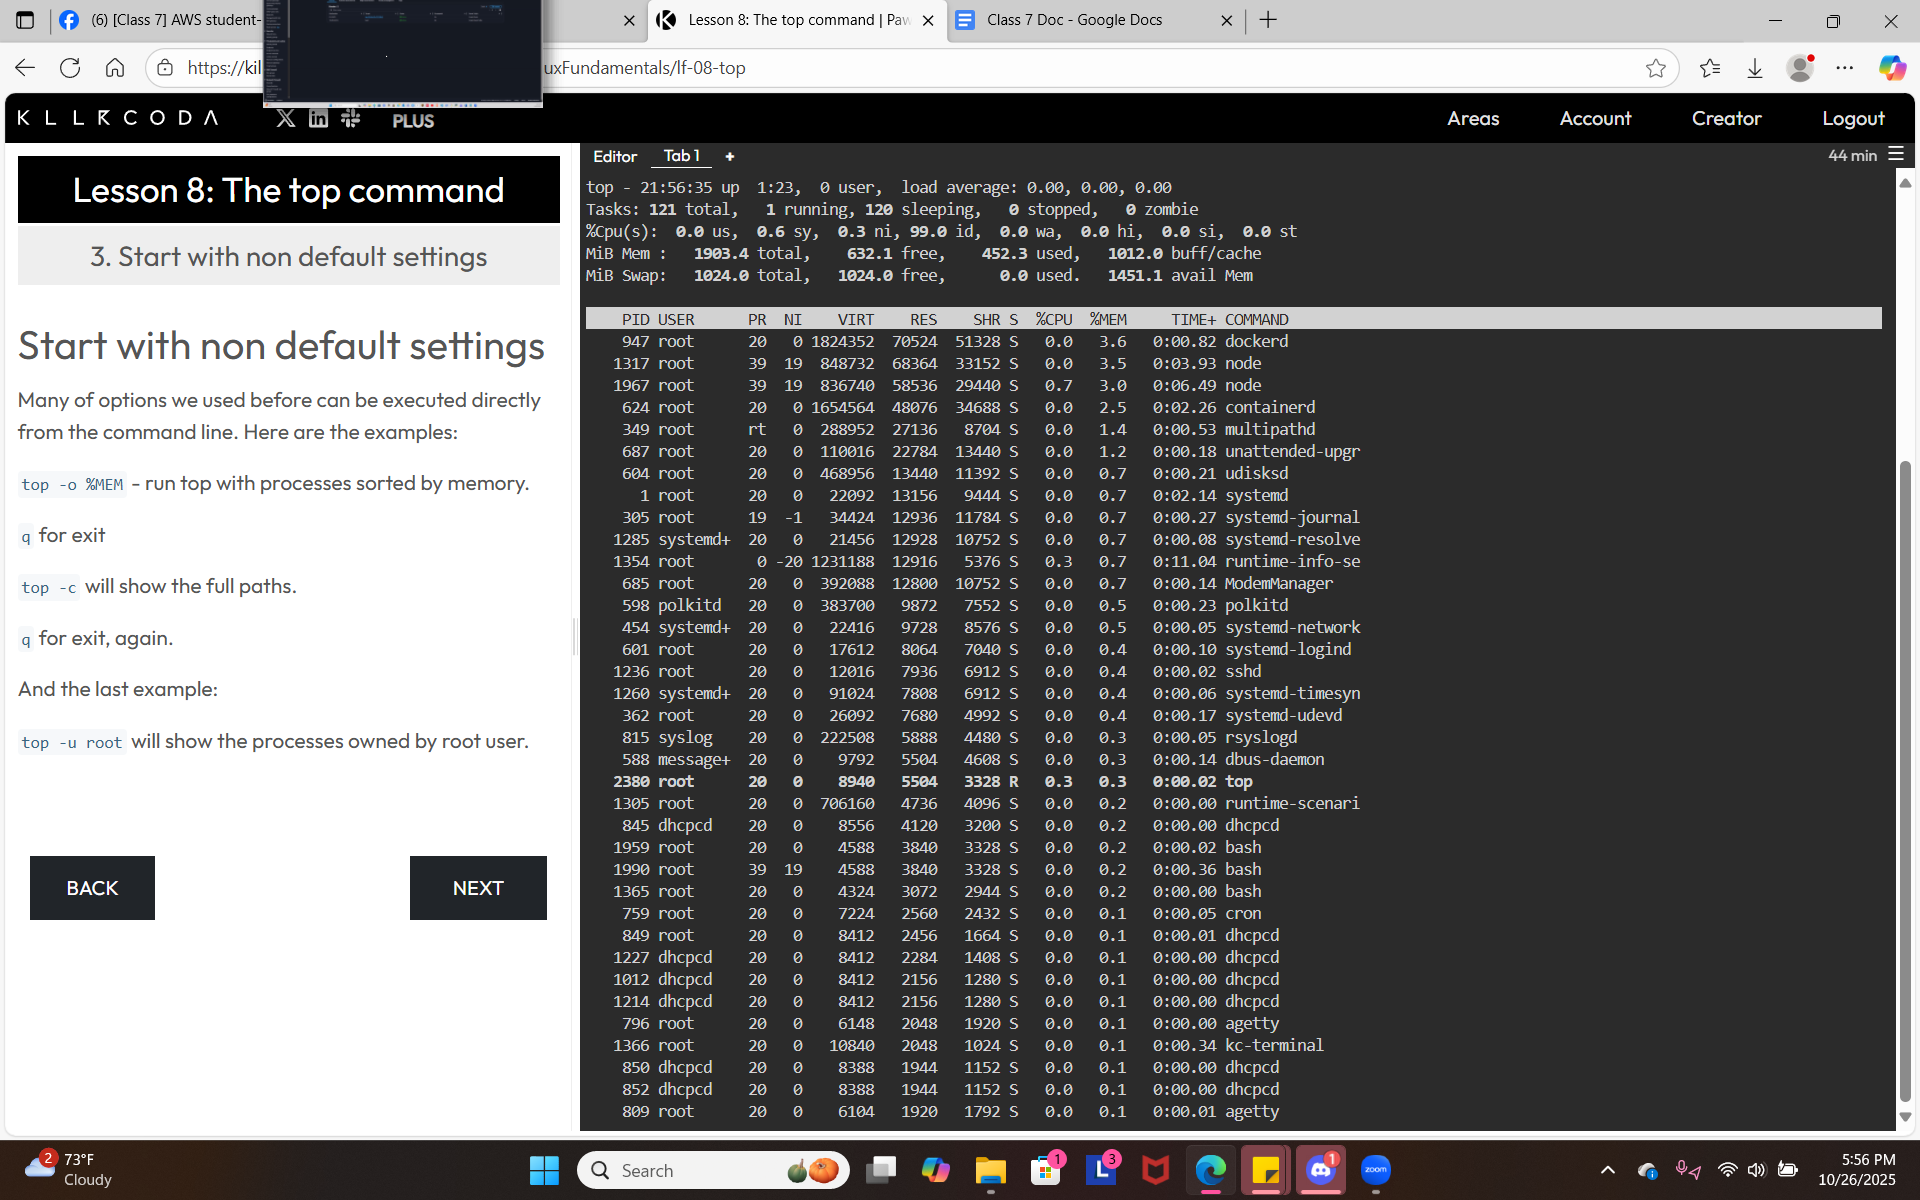 (6) [Class 7] AWS student-
Lesson 8: The top command | Paw
Class 7 Doc - Google Docs
https://kil
uxFundamentals/lf-08-top
KILLERCODA
PLUS
Areas
Account
Creator
Logout
Lesson 8: The top command
3. Start with non default settings
Start with non default settings
Many of options we used before can be executed directly
from the command line. Here are the examples:
top -o %MEM - run top with processes sorted by memory.
q for exit
top -c will show the full paths.
q for exit, again.
And the last example:
top -u root will show the processes owned by root user.
BACK
NEXT
Editor
Tab 1
+
44 min
top - 21:56:35 up  1:23,  0 user,  load average: 0.00, 0.00, 0.00
Tasks: 121 total,   1 running, 120 sleeping,   0 stopped,   0 zombie
%Cpu(s):  0.0 us,  0.6 sy,  0.3 ni, 99.0 id,  0.0 wa,  0.0 hi,  0.0 si,  0.0 st
MiB Mem :   1903.4 total,    632.1 free,    452.3 used,   1012.0 buff/cache
MiB Swap:   1024.0 total,   1024.0 free,      0.0 used.   1451.1 avail Mem
PID USER      PR  NI    VIRT    RES    SHR S  %CPU  %MEM     TIME+ COMMAND
947 root      20   0 1824352  70524  51328 S   0.0   3.6   0:00.82 dockerd
1317 root      39  19  848732  68364  33152 S   0.0   3.5   0:03.93 node
1967 root      39  19  836740  58536  29440 S   0.7   3.0   0:06.49 node
624 root      20   0 1654564  48076  34688 S   0.0   2.5   0:02.26 containerd
349 root      rt   0  288952  27136   8704 S   0.0   1.4   0:00.53 multipathd
687 root      20   0  110016  22784  13440 S   0.0   1.2   0:00.18 unattended-upgr
604 root      20   0  468956  13440  11392 S   0.0   0.7   0:00.21 udisksd
1 root      20   0   22092  13156   9444 S   0.0   0.7   0:02.14 systemd
305 root      19  -1   34424  12936  11784 S   0.0   0.7   0:00.27 systemd-journal
1285 systemd+  20   0   21456  12928  10752 S   0.0   0.7   0:00.08 systemd-resolve
1354 root       0 -20 1231188  12916   5376 S   0.3   0.7   0:11.04 runtime-info-se
685 root      20   0  392088  12800  10752 S   0.0   0.7   0:00.14 ModemManager
598 polkitd   20   0  383700   9872   7552 S   0.0   0.5   0:00.23 polkitd
454 systemd+  20   0   22416   9728   8576 S   0.0   0.5   0:00.05 systemd-network
601 root      20   0   17612   8064   7040 S   0.0   0.4   0:00.10 systemd-logind
1236 root      20   0   12016   7936   6912 S   0.0   0.4   0:00.02 sshd
1260 systemd+  20   0   91024   7808   6912 S   0.0   0.4   0:00.06 systemd-timesyn
362 root      20   0   26092   7680   4992 S   0.0   0.4   0:00.17 systemd-udevd
815 syslog    20   0  222508   5888   4480 S   0.0   0.3   0:00.05 rsyslogd
588 message+  20   0    9792   5504   4608 S   0.0   0.3   0:00.14 dbus-daemon
2380 root      20   0    8940   5504   3328 R   0.3   0.3   0:00.02 top
1305 root      20   0  706160   4736   4096 S   0.0   0.2   0:00.00 runtime-scenari
845 dhcpcd    20   0    8556   4120   3200 S   0.0   0.2   0:00.00 dhcpcd
1959 root      20   0    4588   3840   3328 S   0.0   0.2   0:00.02 bash
1990 root      39  19    4588   3840   3328 S   0.0   0.2   0:00.36 bash
1365 root      20   0    4324   3072   2944 S   0.0   0.2   0:00.00 bash
759 root      20   0    7224   2560   2432 S   0.0   0.1   0:00.05 cron
849 root      20   0    8412   2456   1664 S   0.0   0.1   0:00.01 dhcpcd
1227 dhcpcd    20   0    8412   2284   1408 S   0.0   0.1   0:00.00 dhcpcd
1012 dhcpcd    20   0    8412   2156   1280 S   0.0   0.1   0:00.00 dhcpcd
1214 dhcpcd    20   0    8412   2156   1280 S   0.0   0.1   0:00.00 dhcpcd
796 root      20   0    6148   2048   1920 S   0.0   0.1   0:00.00 agetty
1366 root      20   0   10840   2048   1024 S   0.0   0.1   0:00.34 kc-terminal
850 dhcpcd    20   0    8388   1944   1152 S   0.0   0.1   0:00.00 dhcpcd
852 dhcpcd    20   0    8388   1944   1152 S   0.0   0.1   0:00.00 dhcpcd
809 root      20   0    6104   1920   1792 S   0.0   0.1   0:00.01 agetty
2
73°F
Cloudy
Search
1
3
1
zoom
5:56 PM
10/26/2025